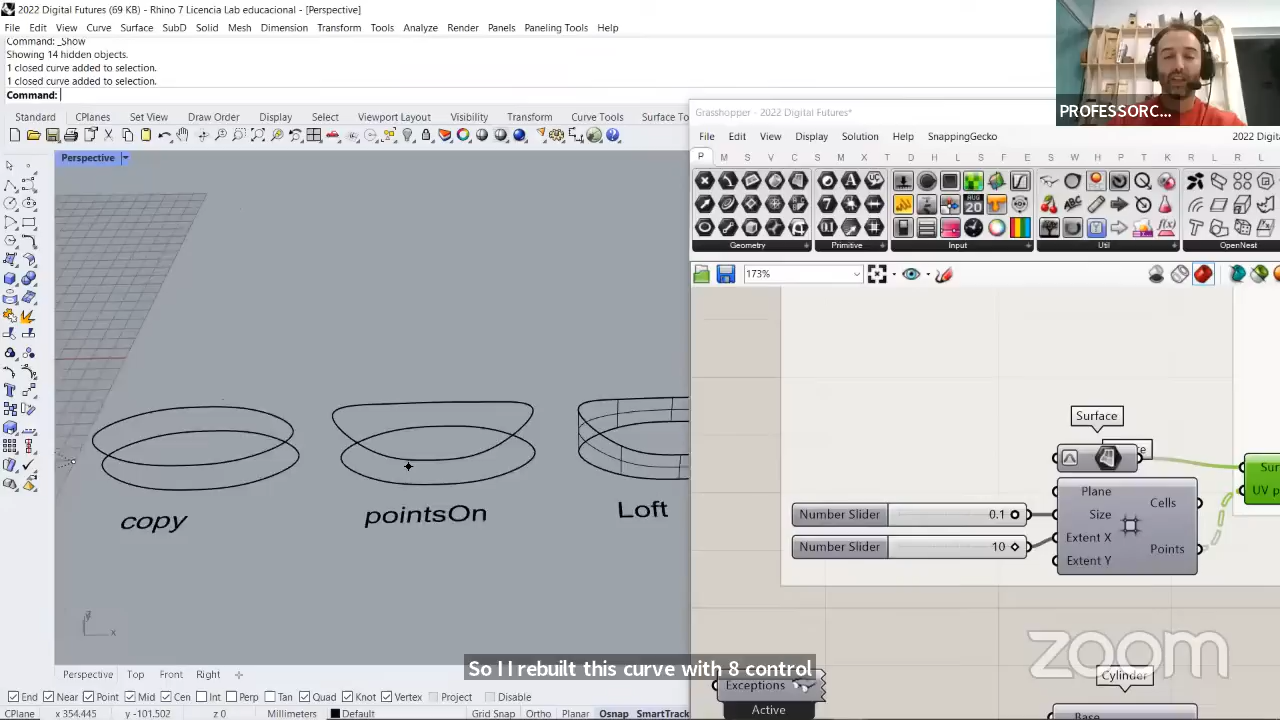 2022 Digital Futures (69 KB) - Rhino 7 Licencia Lab educacional - [Perspective]
File Edit View Curve Surface SubD Solid Mesh Dimension Transform Tools Analyze Render Panels Paneling Tools Help
Command: _Show
Showing 14 hidden objects.
1 closed curve added to selection.
1 closed curve added to selection.
Command:
CPlanes Set View Display Select Viewport Layout Visibility Transform Curve Tools Surface To
PROFESSORC...
Grasshopper - 2022 Digital Futures*
File Edit View Display Solution Help SnappingGecko 2022 Digital
Perspective
P M S V C
Geometry Primitive Input Util OpenNest
173%
Surface
Plane
Size
Extent X
Extent Y
Cells
Points
Number Slider 0.1
Number Slider 10
Sur
UV p
copy
pointsOn
Loft
So I I rebuilt this curve with 8 control
zoom
Exceptions
Active
Cylinder
Base
y
x
Perspective Top Front Right
End Near Point Mid Cen Int Perp Tan Quad Knot Vertex Project Disable
CPlane x 354.445 y -101.502 z 0 Millimeters Default Grid Snap Ortho Planar Osnap SmartTrack